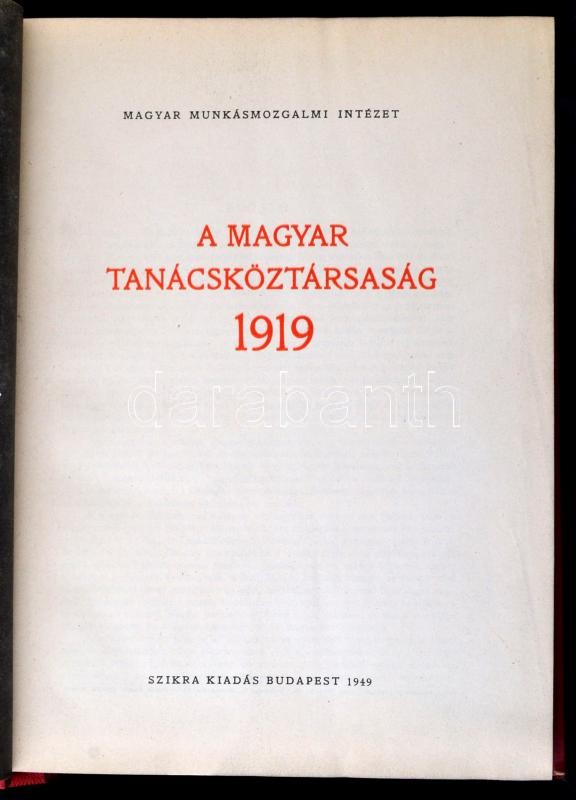 MAGYAR MUNKÁSMOZGALMI INTÉZET
A MAGYAR
TANÁCSKÖZTÁRSASÁG
1919
darabanth
SZIKRA KIADÁS BUDAPEST 1949